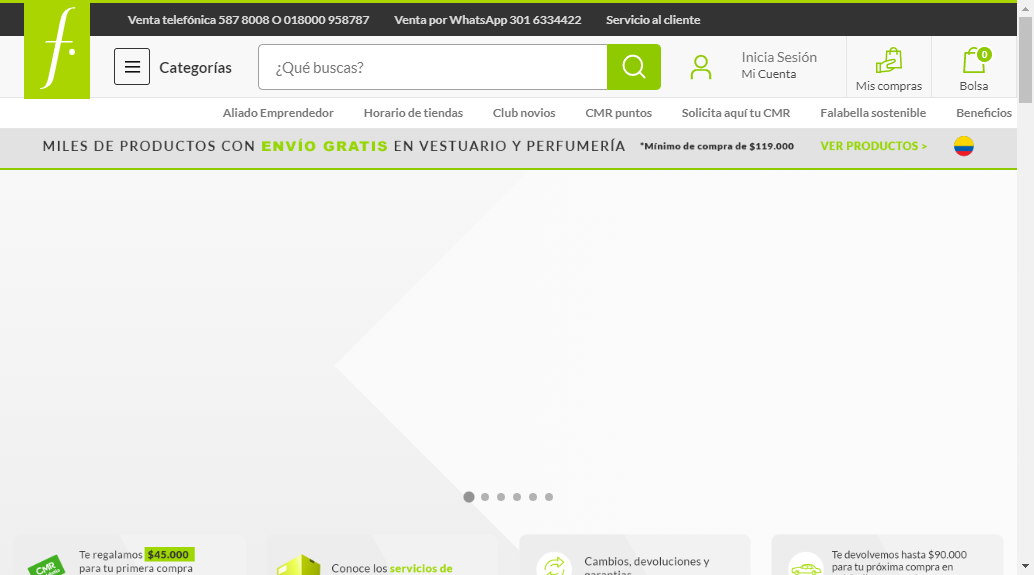 Venta telefónica 587 8008 O 018000 958787 Venta por WhatsApp 301 6334422 Servicio al cliente
f.
Categorías
¿Qué buscas?
Inicia Sesión
Mi Cuenta
Mis compras
0
Bolsa
Aliado Emprendedor Horario de tiendas Club novios CMR puntos Solicita aquí tu CMR Falabella sostenible Beneficios
MILES DE PRODUCTOS CON ENVÍO GRATIS EN VESTUARIO Y PERFUMERÍA *Mínimo de compra de $119.000 VER PRODUCTOS >
CMR
Te regalamos $45.000
para tu primera compra
Conoce los servicios de
Cambios, devoluciones y
garantias
Te devolvemos hasta $90.000
para tu próxima compra en